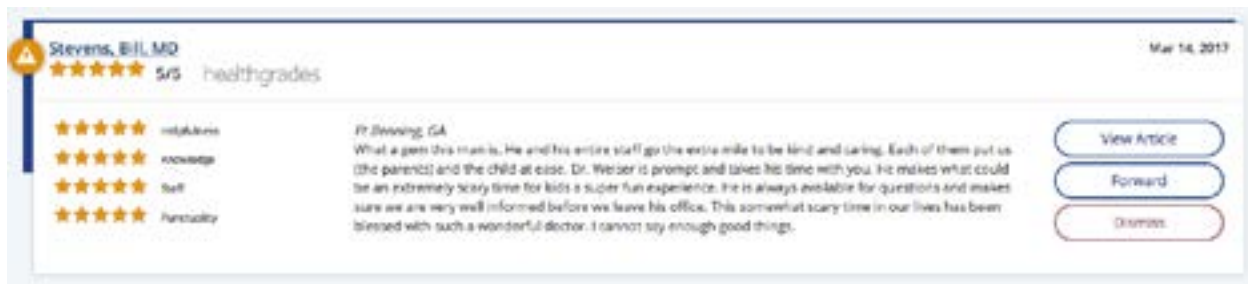 Stevens, Bill, MD
5/5 healthgrades
Mar 14, 2017
Helpfulness
Knowledge
Staff
Punctuality
Ft Benning, GA
What a gem this man is. He and his entire staff go the extra mile to be kind and caring. Each of them put us
(the parents) and the child at ease. Dr. Weiser is prompt and takes his time with you. He makes what could
be an extremely scary time for kids a super fun experience. He is always available for questions and makes
sure we are very well informed before we leave his office. This somewhat scary time in our lives has been
blessed with such a wonderful doctor. I cannot say enough good things.
View Article
Forward
Dismiss